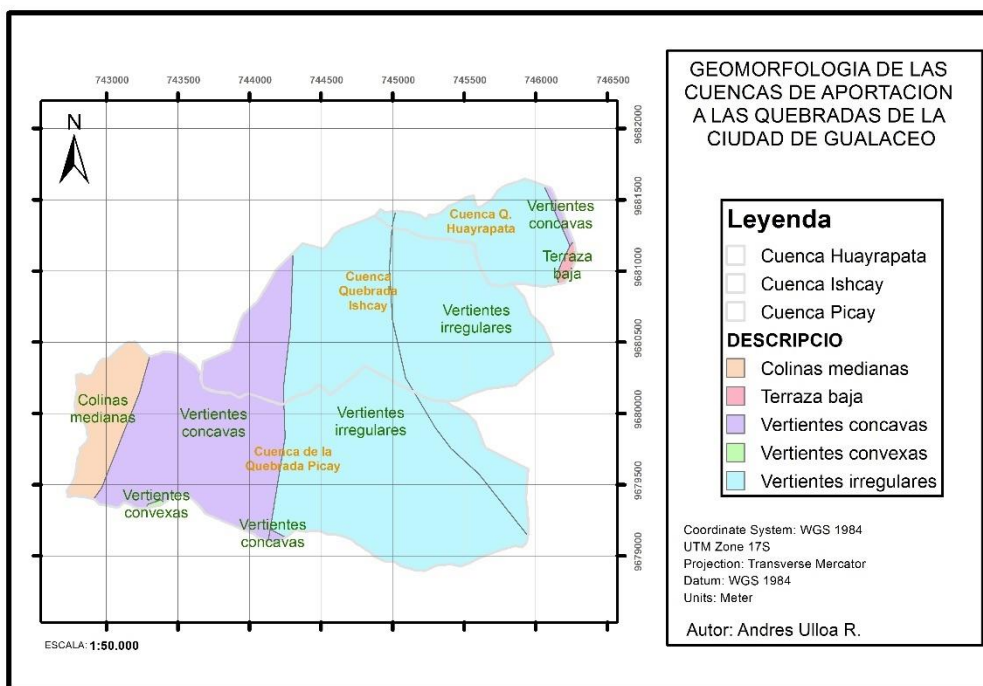 743000
743500
744000
744500
745000
745500
746000
746500
9682000
9681500
9681000
9680500
9680000
9679500
9679000
N
Cuenca Q.
Huayrapata
Vertientes
concavas
Terraza
baja
Cuenca
Quebrada
Ishcay
Vertientes
irregulares
Colinas
medianas
Vertientes
concavas
Vertientes
irregulares
Cuenca de la
Quebrada Picay
Vertientes
convexas
Vertientes
concavas
ESCALA: 1:50.000
GEOMORFOLOGIA DE LAS
CUENCAS DE APORTACION
A LAS QUEBRADAS DE LA
CIUDAD DE GUALACEO
Leyenda
Cuenca Huayrapata
Cuenca Ishcay
Cuenca Picay
DESCRIPCIO
Colinas medianas
Terraza baja
Vertientes concavas
Vertientes convexas
Vertientes irregulares
Coordinate System: WGS 1984
UTM Zone 17S
Projection: Transverse Mercator
Datum: WGS 1984
Units: Meter
Autor: Andres Ulloa R.